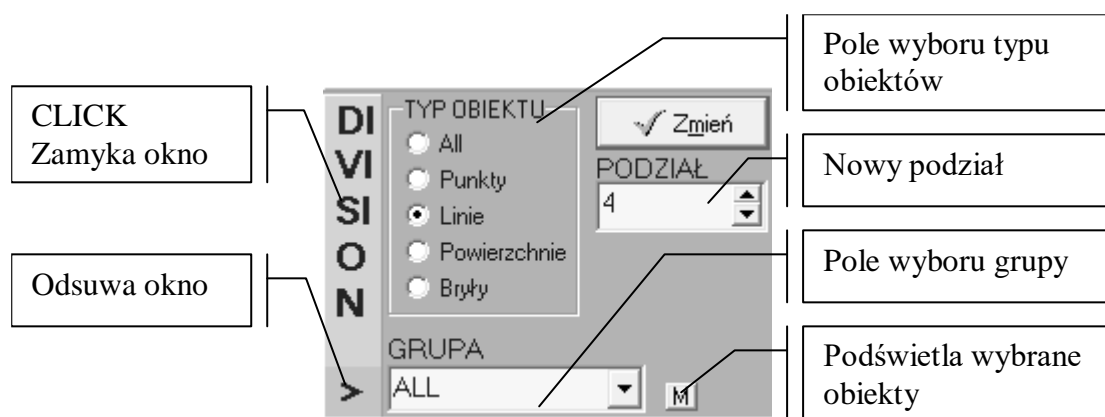 Pole wyboru typu
obiektów
CLICK
Zamyka okno
DI
VI
SI
O
N
TYP OBIEKTU
All
Punkty
Linie
Powierzchnie
Bryły
Zmień
PODZIAŁ
4
Nowy podział
Odsuwa okno
Pole wyboru grupy
GRUPA
ALL
>
M
Podświetla wybrane
obiekty